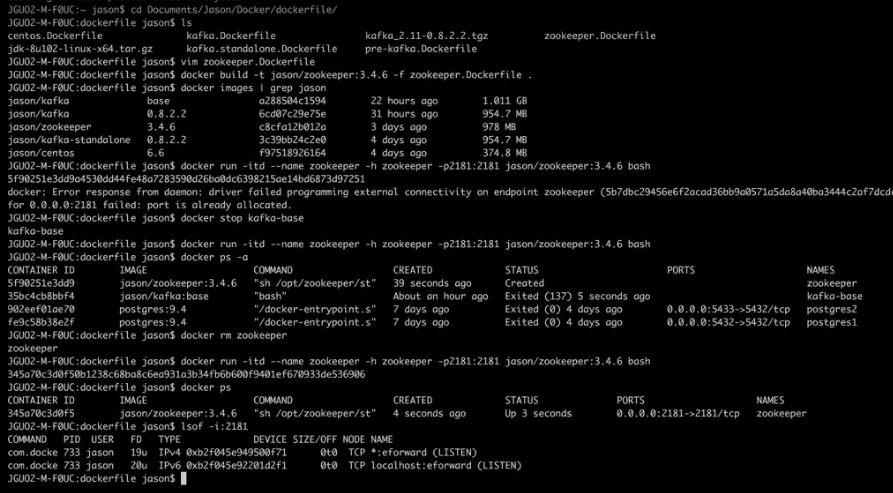 JGUO2-M-F0UC:~ jason$ cd Documents/Jason/Docker/dockerfile/
JGUO2-M-F0UC:dockerfile jason$ ls
centos.Dockerfile kafka.Dockerfile kafka_2.11-0.8.2.2.tgz zookeeper.Dockerfile
jdk-8u102-linux-x64.tar.gz kafka.standalone.Dockerfile pre-kafka.Dockerfile
JGUO2-M-F0UC:dockerfile jason$ vim zookeeper.Dockerfile
JGUO2-M-F0UC:dockerfile jason$ docker build -t jason/zookeeper:3.4.6 -f zookeeper.Dockerfile .
JGUO2-M-F0UC:dockerfile jason$ docker images | grep jason
jason/kafka base a288504c1594 22 hours ago 1.011 GB
jason/kafka 0.8.2.2 6cd07c29e75e 31 hours ago 954.7 MB
jason/zookeeper 3.4.6 c8cfa12b012a 3 days ago 978 MB
jason/kafka-standalone 0.8.2.2 3c39bb24c2e0 4 days ago 954.7 MB
jason/centos 6.6 f97518926164 4 days ago 374.8 MB
JGUO2-M-F0UC:dockerfile jason$ docker run -itd --name zookeeper -h zookeeper -p2181:2181 jason/zookeeper:3.4.6 bash
5f90251e3dd9a4530dd44fe48a7283590d26ba0dc6398215ae14bd6873d97251
docker: Error response from daemon: driver failed programming external connectivity on endpoint zookeeper (5b7dbc29456e6f2acad36bb9a0571a5da8a40ba3444c2af7dcd
for 0.0.0.0:2181 failed: port is already allocated.
JGUO2-M-F0UC:dockerfile jason$ docker stop kafka-base
kafka-base
JGUO2-M-F0UC:dockerfile jason$ docker run -itd --name zookeeper -h zookeeper -p2181:2181 jason/zookeeper:3.4.6 bash
JGUO2-M-F0UC:dockerfile jason$ docker ps -a
CONTAINER ID IMAGE COMMAND CREATED STATUS PORTS NAMES
5f90251e3dd9 jason/zookeeper:3.4.6 "sh /opt/zookeeper/st" 39 seconds ago Created zookeeper
35bc4cb8bbf4 jason/kafka:base "bash" About an hour ago Exited (137) 5 seconds ago kafka-base
902eef01ae70 postgres:9.4 "/docker-entrypoint.s" 7 days ago Exited (0) 4 days ago 0.0.0.0:5433->5432/tcp postgres2
fe9c58b38e2f postgres:9.4 "/docker-entrypoint.s" 7 days ago Exited (0) 4 days ago 0.0.0.0:5432->5432/tcp postgres1
JGUO2-M-F0UC:dockerfile jason$ docker rm zookeeper
zookeeper
JGUO2-M-F0UC:dockerfile jason$ docker run -itd --name zookeeper -h zookeeper -p2181:2181 jason/zookeeper:3.4.6 bash
345a70c3d0f50b1238c68ba8c6ea931a3b34fb6b600f9401ef670933de536906
JGUO2-M-F0UC:dockerfile jason$ docker ps
CONTAINER ID IMAGE COMMAND CREATED STATUS PORTS NAMES
345a70c3d0f5 jason/zookeeper:3.4.6 "sh /opt/zookeeper/st" 4 seconds ago Up 3 seconds 0.0.0.0:2181->2181/tcp zookeeper
JGUO2-M-F0UC:dockerfile jason$ lsof -i:2181
COMMAND PID USER FD TYPE DEVICE SIZE/OFF NODE NAME
com.docke 733 jason 19u IPv4 0xb2f045e949500f71 0t0 TCP *:eforward (LISTEN)
com.docke 733 jason 20u IPv6 0xb2f045e92201d2f1 0t0 TCP localhost:eforward (LISTEN)
JGUO2-M-F0UC:dockerfile jason$